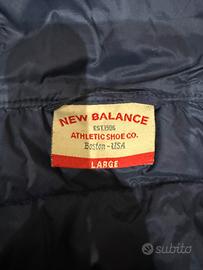 NEW BALANCE
EST.1906
ATHLETIC SHOE CO.
Boston - USA
LARGE
subito